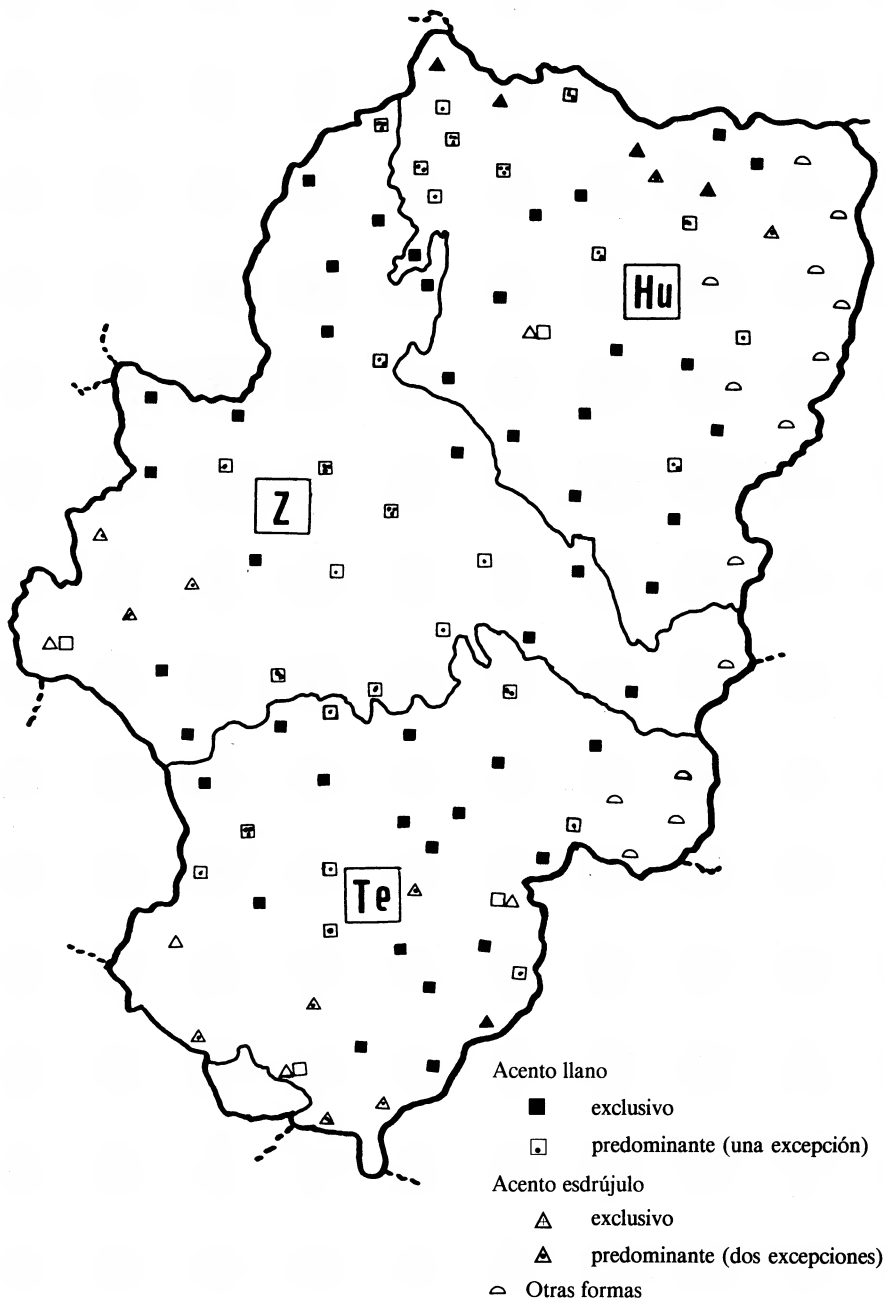 Hu
Z
Te
Acento llano
exclusivo
predominante (una excepción)
Acento esdrújulo
exclusivo
predominante (dos excepciones)
Otras formas